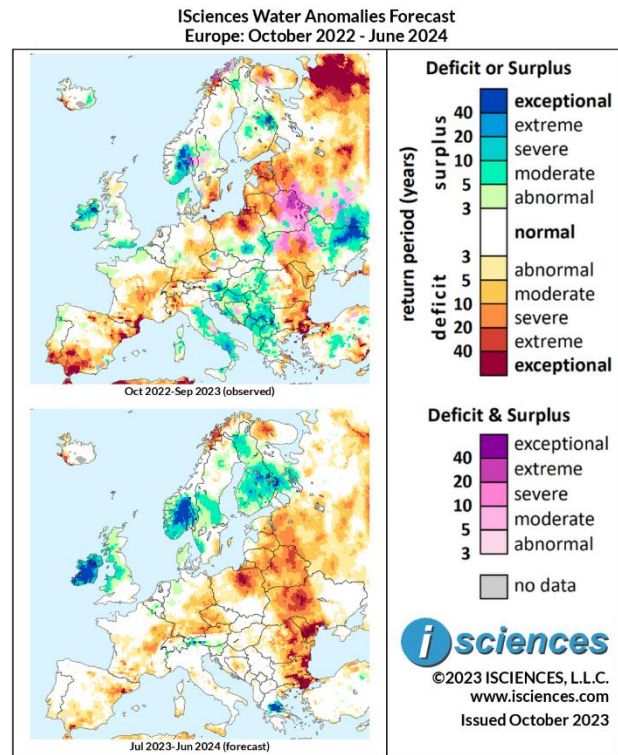 ISciences Water Anomalies Forecast
Europe: October 2022 - June 2024
Oct 2022-Sep 2023 (observed)
Jul 2023-Jun 2024 (forecast)
Deficit or Surplus
return period (years)
surplus
deficit
40
20
10
5
3
3
5
10
20
40
exceptional
extreme
severe
moderate
abnormal
normal
abnormal
moderate
severe
extreme
exceptional
Deficit & Surplus
40
20
10
5
3
exceptional
extreme
severe
moderate
abnormal
no data
i sciences
©2023 ISCIENCES, L.L.C.
www.isciences.com
Issued October 2023